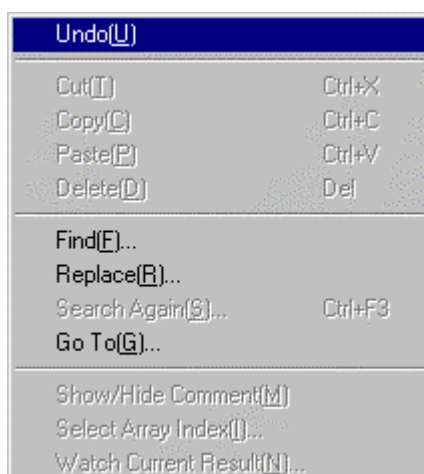 Undo(U)
Cut(T) Ctrl+X
Copy(C) Ctrl+C
Paste(P) Ctrl+V
Delete(D) Del
Find(F)...
Replace(R)...
Search Again(S)... Ctrl+F3
Go To(G)...
Show/Hide Comment(M)
Select Array Index(I)...
Watch Current Result(N)...